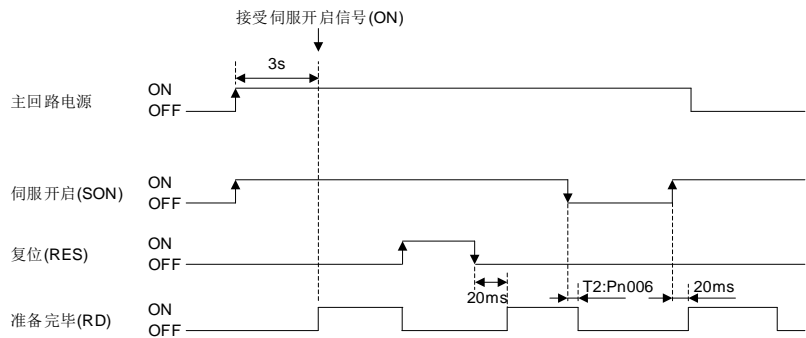 接受伺服开启信号(ON)
3s
主回路电源
ON
OFF
伺服开启(SON)
ON
OFF
复位(RES)
ON
OFF
20ms
T2:Pn006
20ms
准备完毕(RD)
ON
OFF